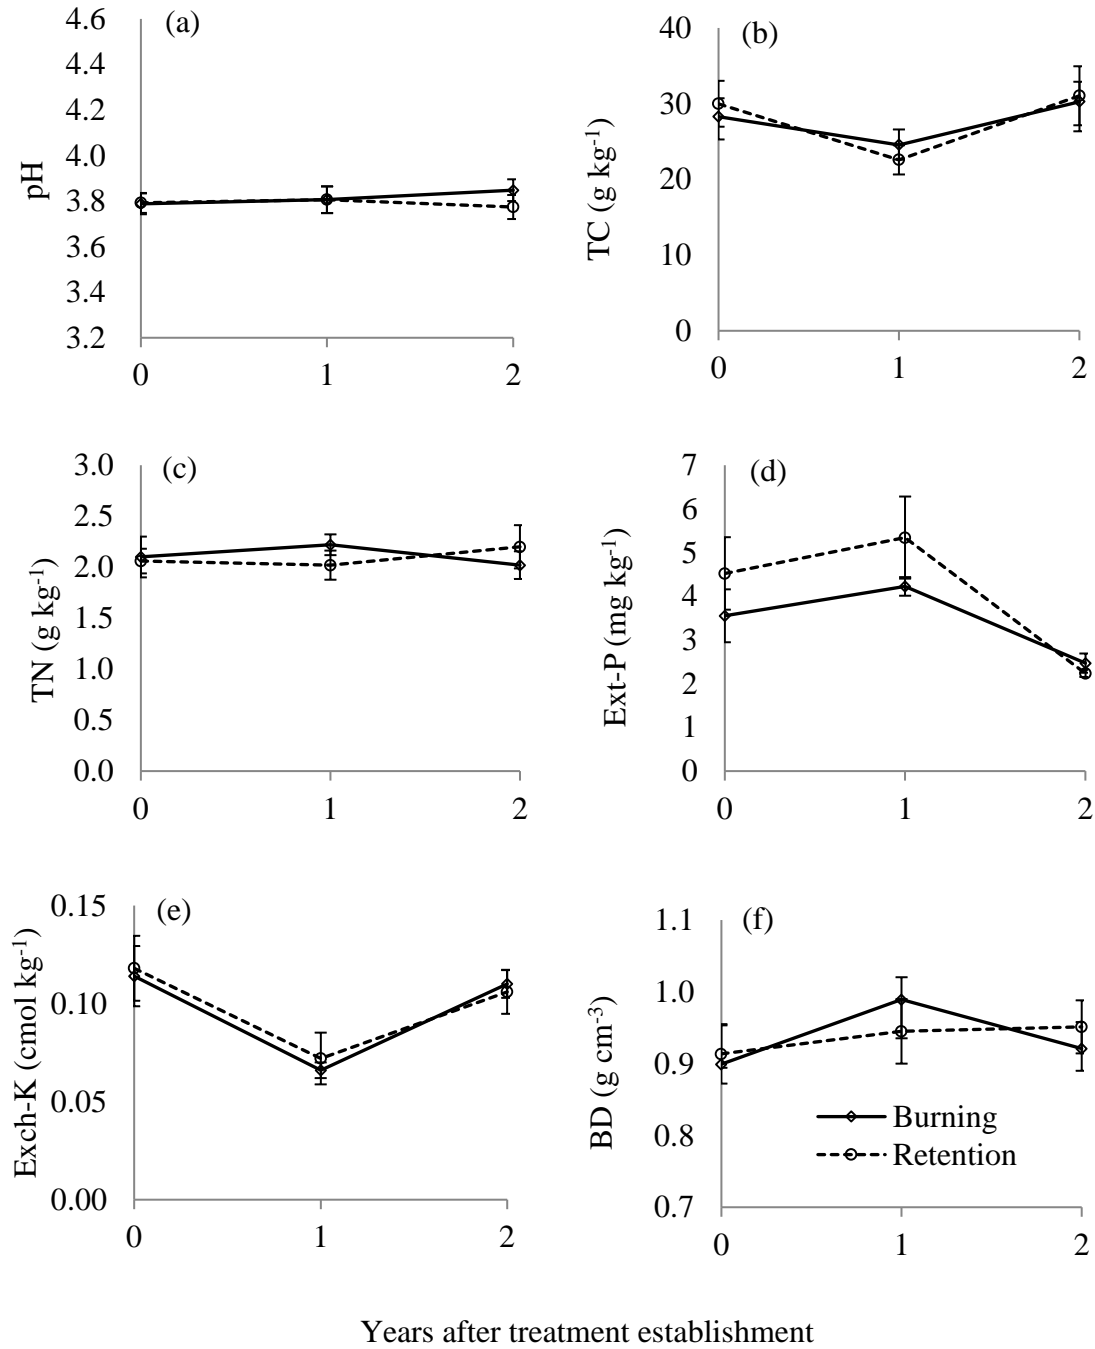 (a)
4.6
4.4
4.2
4.0
3.8
3.6
3.4
3.2
pH
0 1 2
(b)
40
30
20
10
0
TC (g kg⁻¹)
0 1 2
(c)
3.0
2.5
2.0
1.5
1.0
0.5
0.0
TN (g kg⁻¹)
0 1 2
(d)
7
6
5
4
3
2
1
0
Ext-P (mg kg⁻¹)
0 1 2
(e)
0.15
0.10
0.05
0.00
Exch-K (cmol kg⁻¹)
0 1 2
(f)
1.1
1.0
0.9
0.8
0.7
BD (g cm⁻³)
Burning
Retention
0 1 2
Years after treatment establishment